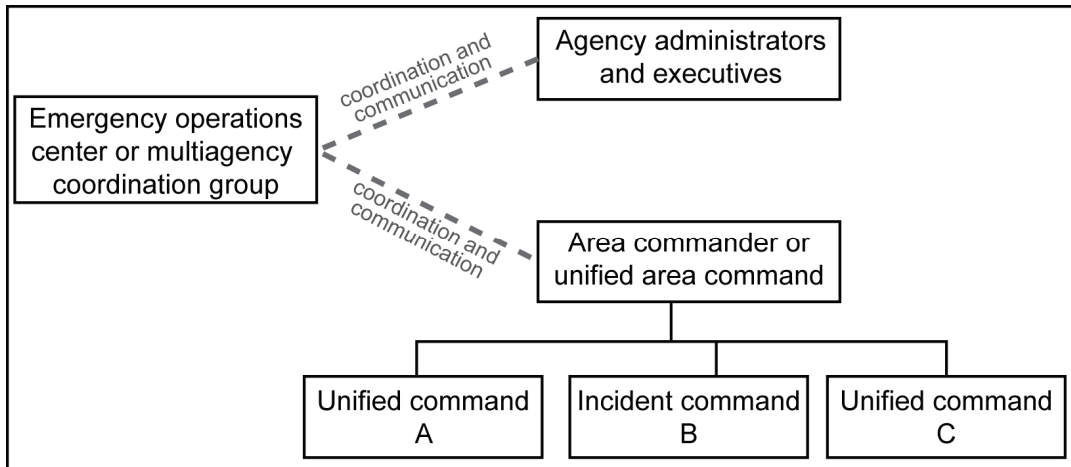 Agency administrators
and executives
coordination and
communication
Emergency operations
center or multiagency
coordination group
coordination and
communication
Area commander or
unified area command
Unified command
A
Incident command
B
Unified command
C